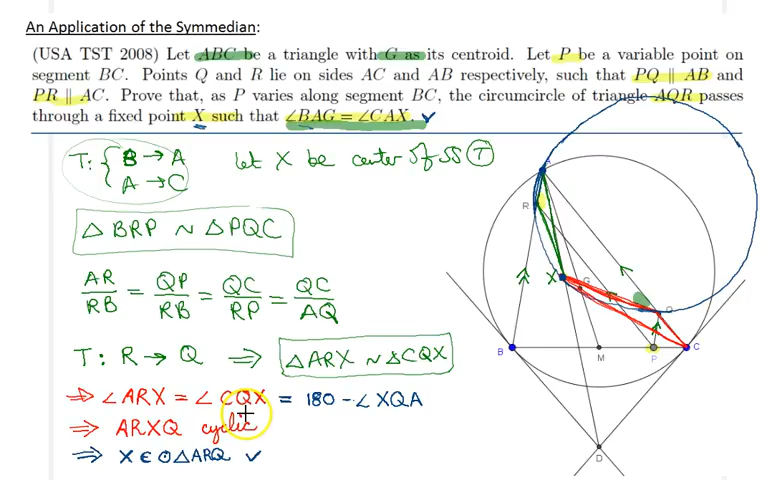 An Application of the Symmedian:
(USA TST 2008) Let ABC be a triangle with G as its centroid. Let P be a variable point on
segment BC. Points Q and R lie on sides AC and AB respectively, such that PQ ∥ AB and
PR ∥ AC. Prove that, as P varies along segment BC, the circumcircle of triangle AQR passes
through a fixed point X such that ∠BAG = ∠CAX. ✓
T: { B → A
A → C
Let X be center of SS T
△ BRP ~ △ PQC
AR/RB = QP/RB = QC/RP = QC/AQ
T: R → Q ⇒ △ARX ~ △CQX
⇒ ∠ARX = ∠CQX = 180 - ∠XQA
⇒ ARXQ cyclic
⇒ X ∈ ⊙△ARQ ✓
A
R
X
G
Q
B
M
P
C
D